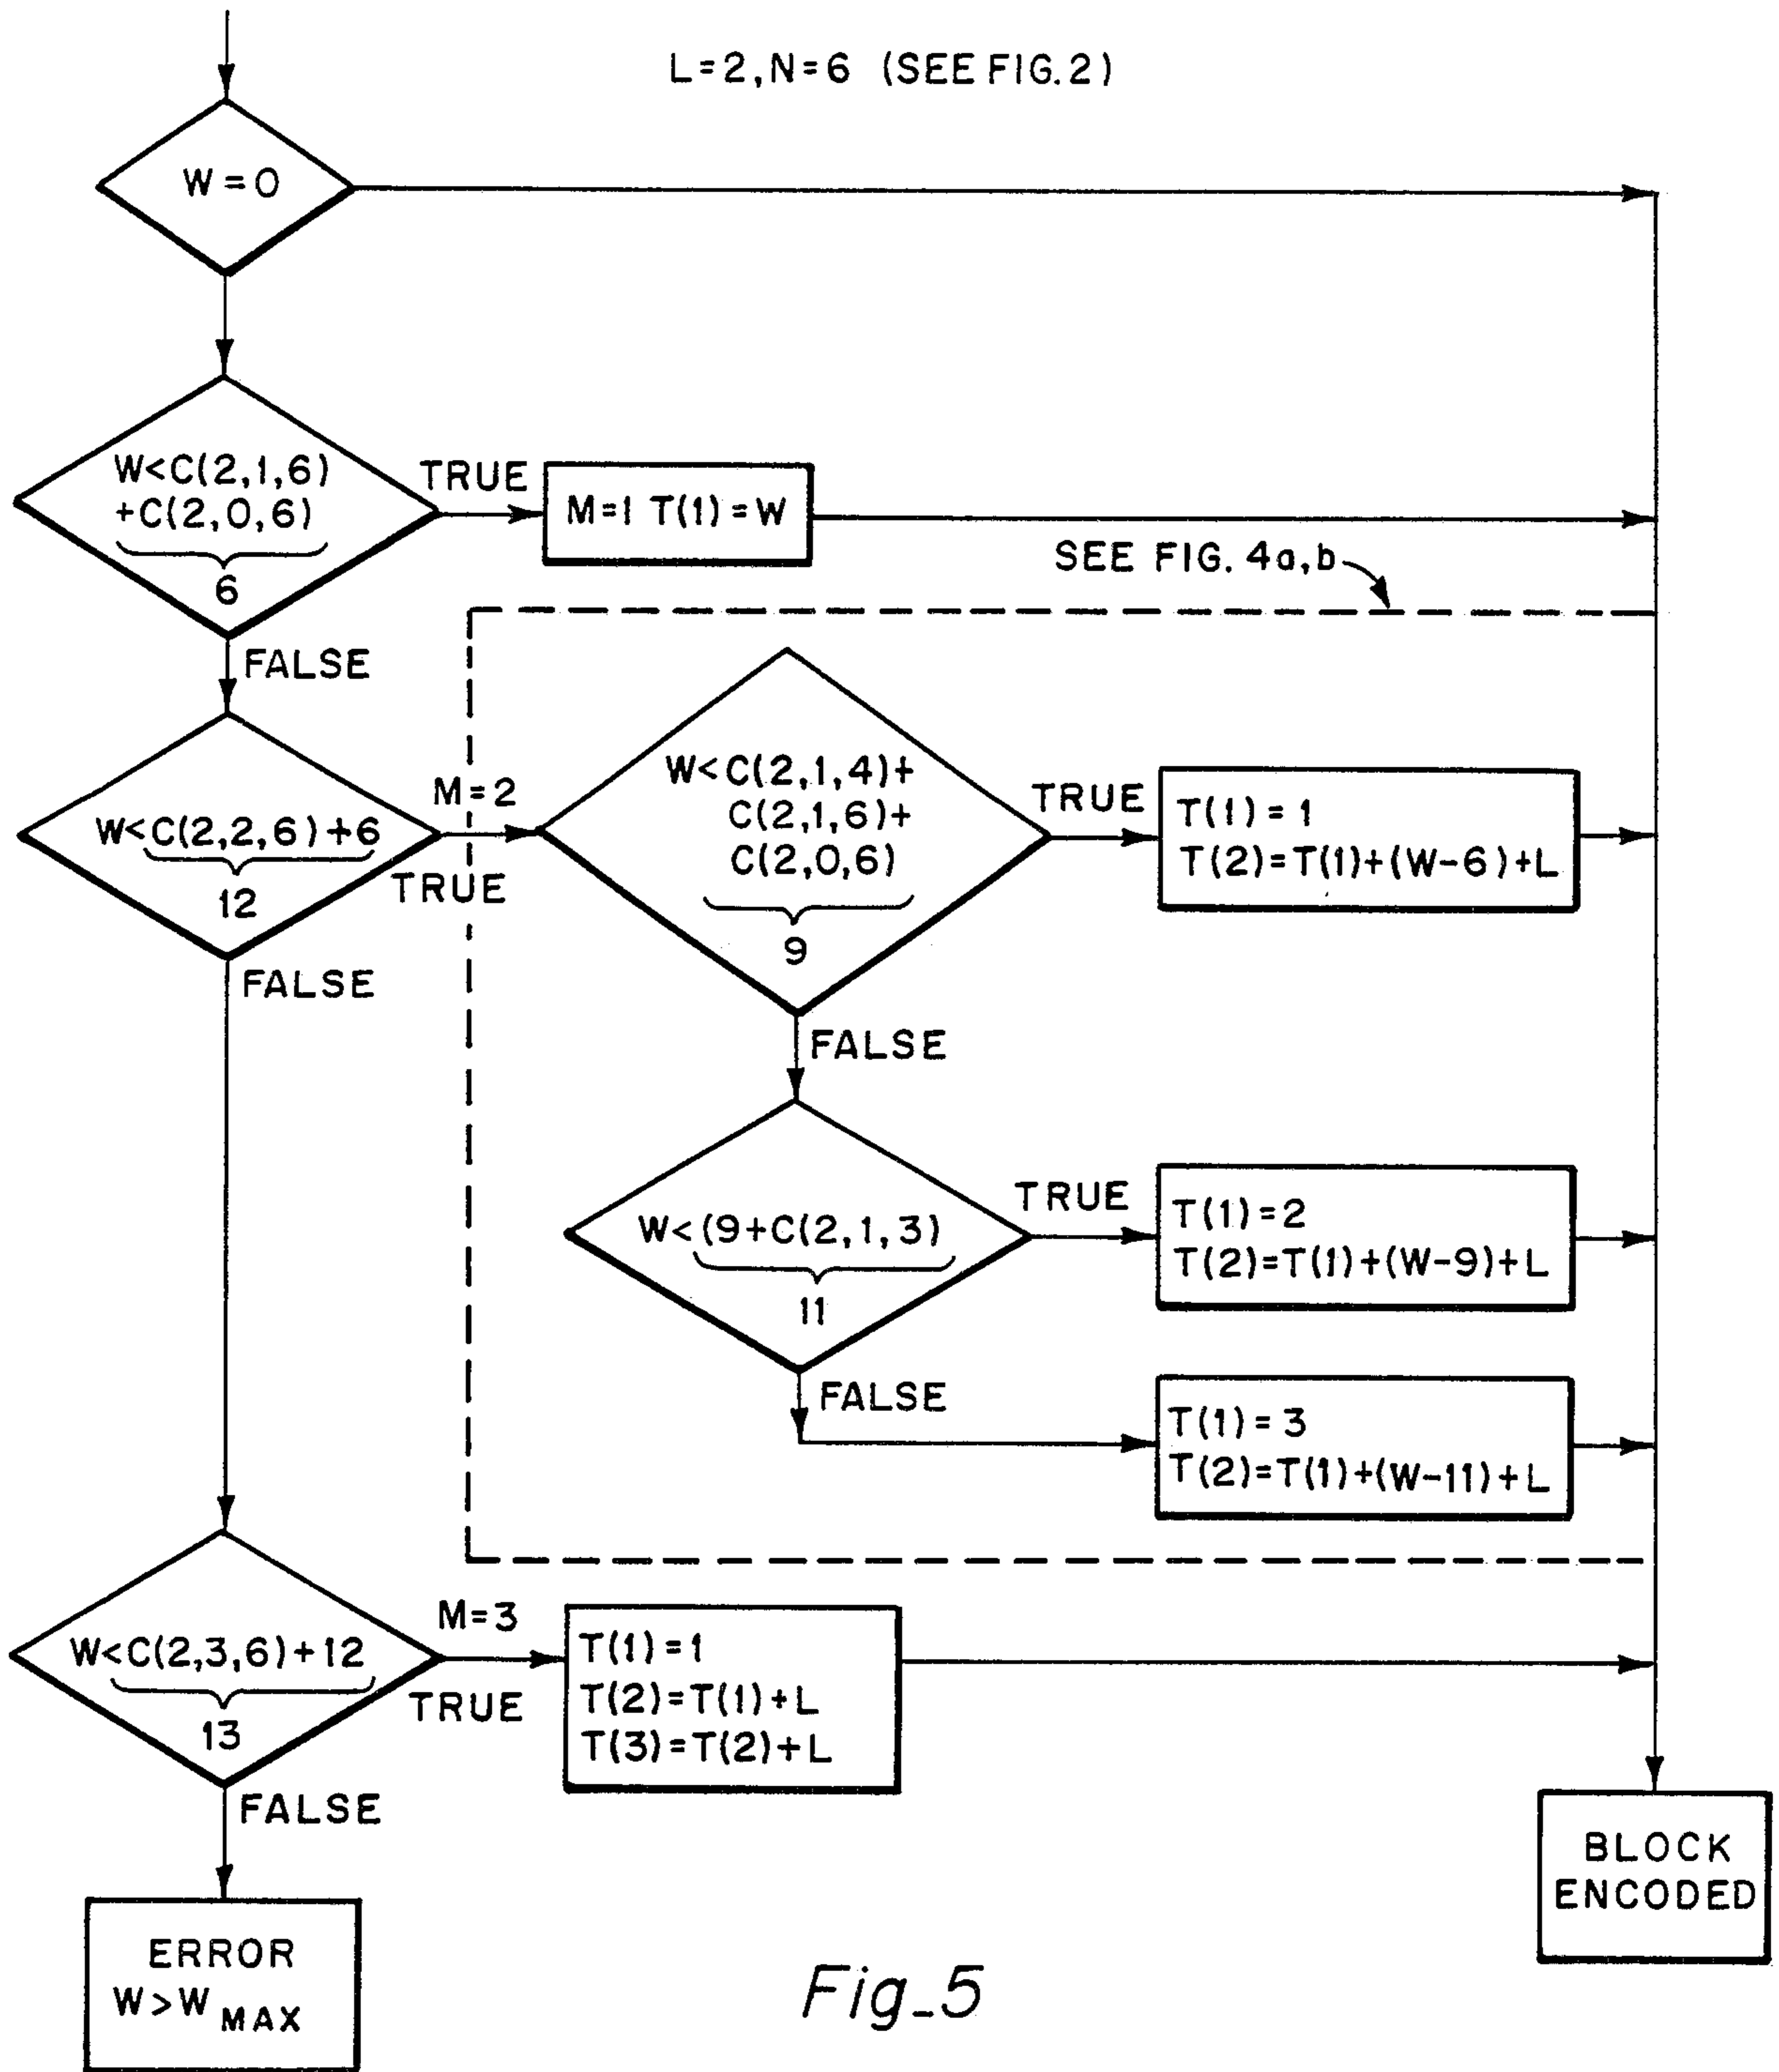 L=2, N=6 (SEE FIG. 2)
W=0
W<C(2,1,6)
+C(2,0,6)
6
TRUE
M=1 T(1)=W
SEE FIG. 4a,b
FALSE
W<C(2,2,6)+6
12
M=2
TRUE
W<C(2,1,4)+
C(2,1,6)+
C(2,0,6)
9
TRUE
T(1)=1
T(2)=T(1)+(W-6)+L
FALSE
FALSE
W<(9+C(2,1,3)
11
TRUE
T(1)=2
T(2)=T(1)+(W-9)+L
FALSE
T(1)=3
T(2)=T(1)+(W-11)+L
W<C(2,3,6)+12
13
M=3
TRUE
T(1)=1
T(2)=T(1)+L
T(3)=T(2)+L
FALSE
ERROR
W>W MAX
BLOCK
ENCODED
Fig_5